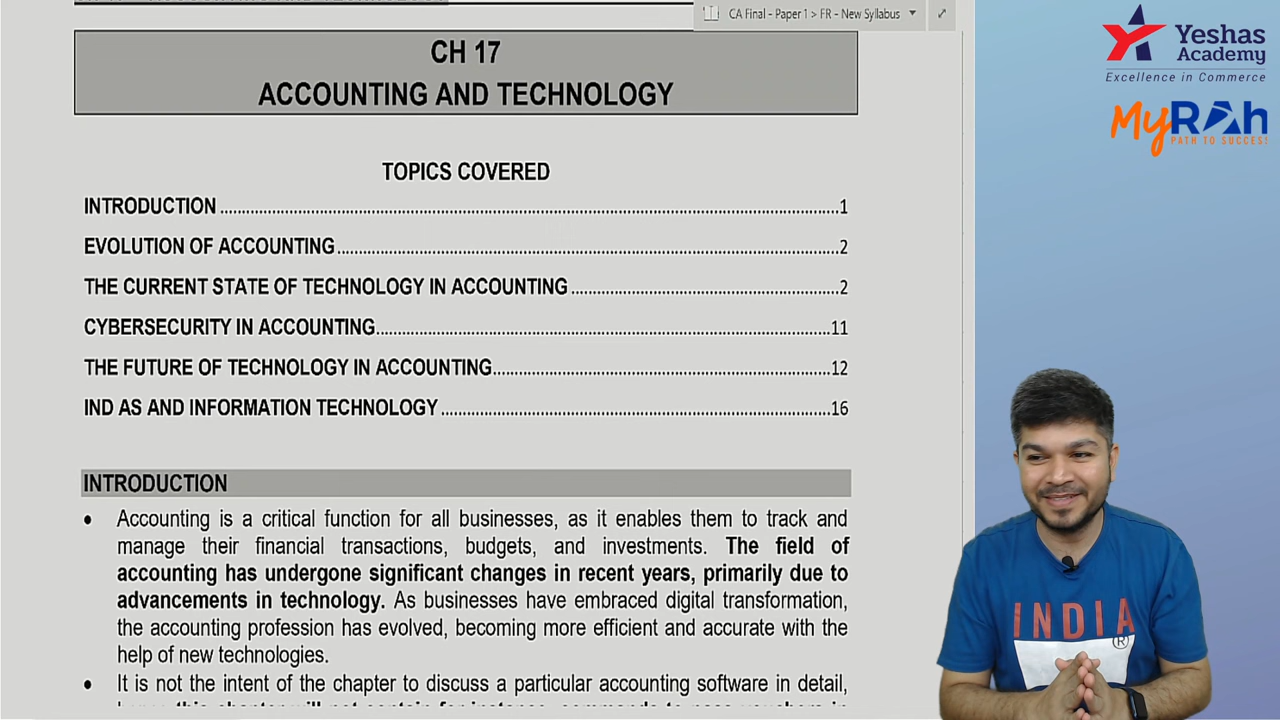 CA Final - Paper 1 > FR - New Syllabus
Yeshas
Academy
Excellence in Commerce
MyRAh
PATH TO SUCCESS
CH 17
ACCOUNTING AND TECHNOLOGY
TOPICS COVERED
INTRODUCTION 1
EVOLUTION OF ACCOUNTING 2
THE CURRENT STATE OF TECHNOLOGY IN ACCOUNTING 2
CYBERSECURITY IN ACCOUNTING 11
THE FUTURE OF TECHNOLOGY IN ACCOUNTING 12
IND AS AND INFORMATION TECHNOLOGY 16
INTRODUCTION
• Accounting is a critical function for all businesses, as it enables them to track and
manage their financial transactions, budgets, and investments. The field of
accounting has undergone significant changes in recent years, primarily due to
advancements in technology. As businesses have embraced digital transformation,
the accounting profession has evolved, becoming more efficient and accurate with the
help of new technologies.
• It is not the intent of the chapter to discuss a particular accounting software in detail,
INDIA
®